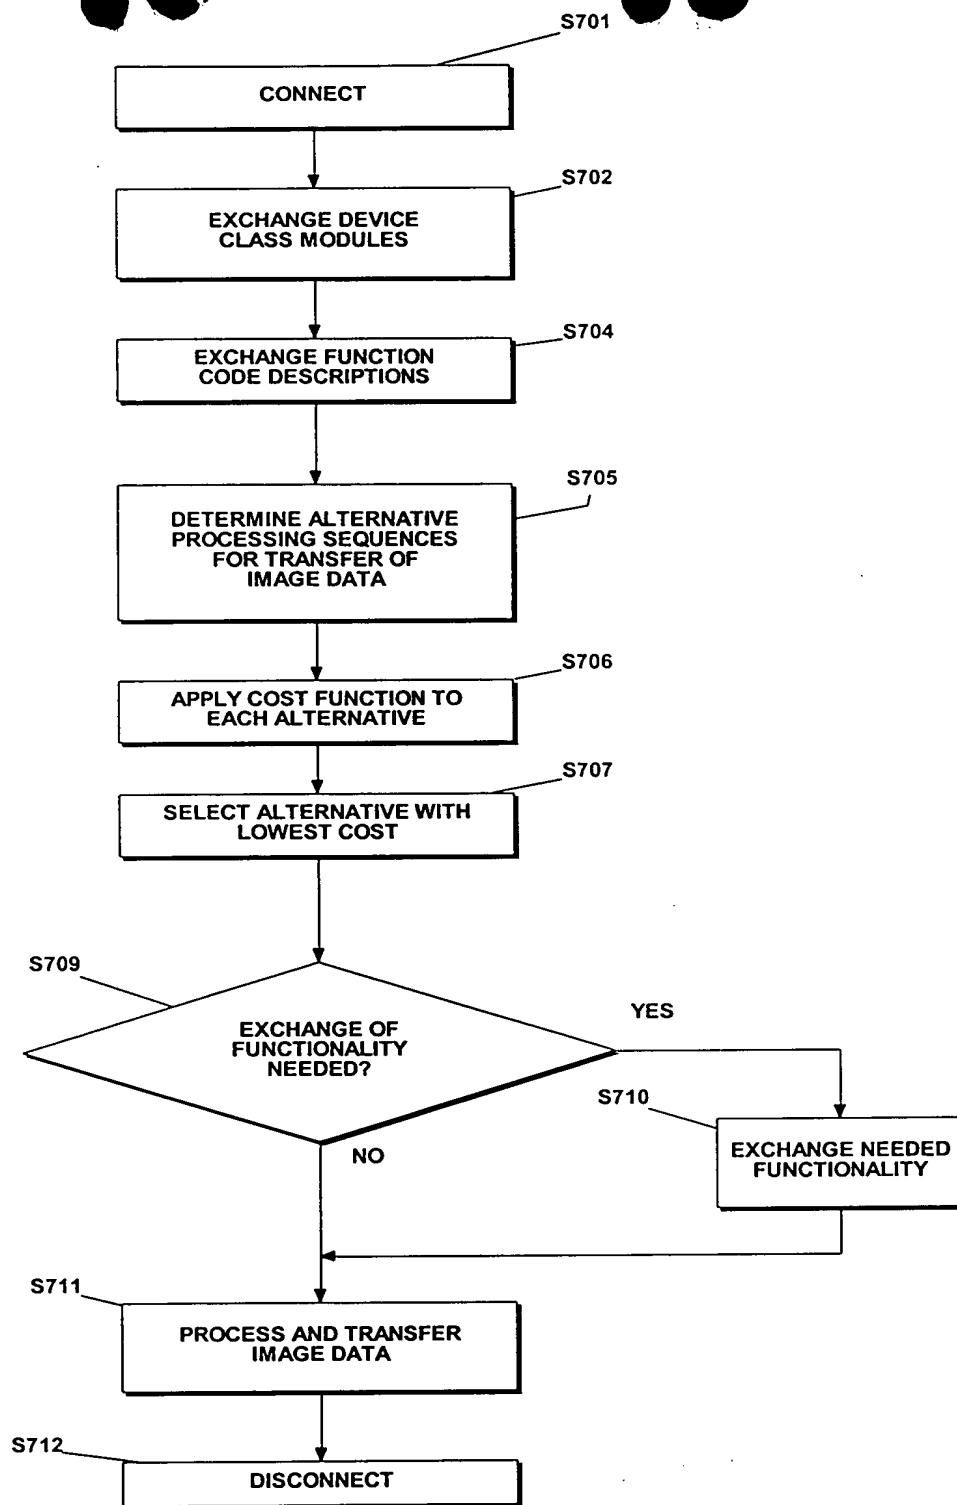 S701
CONNECT
S702
EXCHANGE DEVICE
CLASS MODULES
S704
EXCHANGE FUNCTION
CODE DESCRIPTIONS
S705
DETERMINE ALTERNATIVE
PROCESSING SEQUENCES
FOR TRANSFER OF
IMAGE DATA
S706
APPLY COST FUNCTION TO
EACH ALTERNATIVE
S707
SELECT ALTERNATIVE WITH
LOWEST COST
S709
EXCHANGE OF
FUNCTIONALITY
NEEDED?
YES
NO
S710
EXCHANGE NEEDED
FUNCTIONALITY
S711
PROCESS AND TRANSFER
IMAGE DATA
S712
DISCONNECT